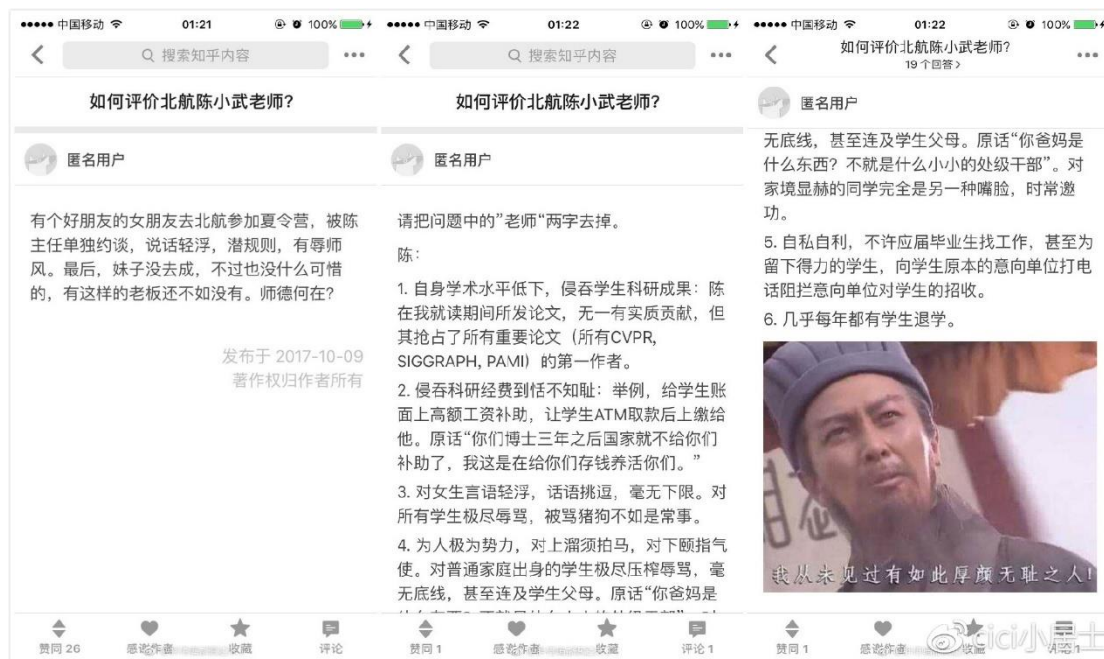 中国移动 01:21 100%
搜索知乎内容
如何评价北航陈小武老师？
匿名用户
有个好朋友的女朋友去北航参加夏令营，被陈
主任单独约谈，说话轻浮，潜规则，有辱师
风。最后，妹子没去成，不过也没什么可惜
的，有这样的老板还不如没有。师德何在？
发布于 2017-10-09
著作权归作者所有
赞同 26 感谢作者 收藏 评论
中国移动 01:22 100%
搜索知乎内容
如何评价北航陈小武老师？
匿名用户
请把问题中的”老师“两字去掉。
陈：
1. 自身学术水平低下，侵吞学生科研成果：陈
在我就读期间所发论文，无一有实质贡献，但
其抢占了所有重要论文（所有CVPR,
SIGGRAPH, PAMI）的第一作者。
2. 侵吞科研经费到恬不知耻：举例，给学生账
面上高额工资补助，让学生ATM取款后上缴给
他。原话“你们博士三年之后国家就不给你们
补助了，我这是在给你们存钱养活你们。”
3. 对女生言语轻浮，话语挑逗，毫无下限。对
所有学生极尽辱骂，被骂猪狗不如是常事。
4. 为人极为势力，对上溜须拍马，对下颐指气
使。对普通家庭出身的学生极尽压榨辱骂，毫
无底线，甚至连及学生父母。原话“你爸妈是
赞同 1 感谢作者 收藏 评论 1
中国移动 01:22 100%
如何评价北航陈小武老师？
19 个回答
匿名用户
无底线，甚至连及学生父母。原话“你爸妈是
什么东西？不就是什么小小的处级干部”。对
家境显赫的同学完全是另一种嘴脸，时常邀
功。
5. 自私自利，不许应届毕业生找工作，甚至为
留下得力的学生，向学生原本的意向单位打电
话阻拦意向单位对学生的招收。
6. 几乎每年都有学生退学。
我从未见过有如此厚颜无耻之人！
赞同 1 感谢作者